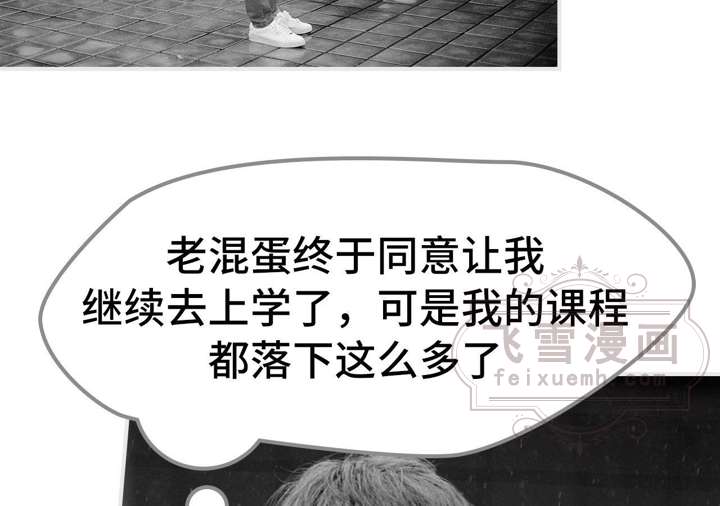 老混蛋终于同意让我
继续去上学了，可是我的课程
都落下这么多了
飞雪漫画
feixuemh.com